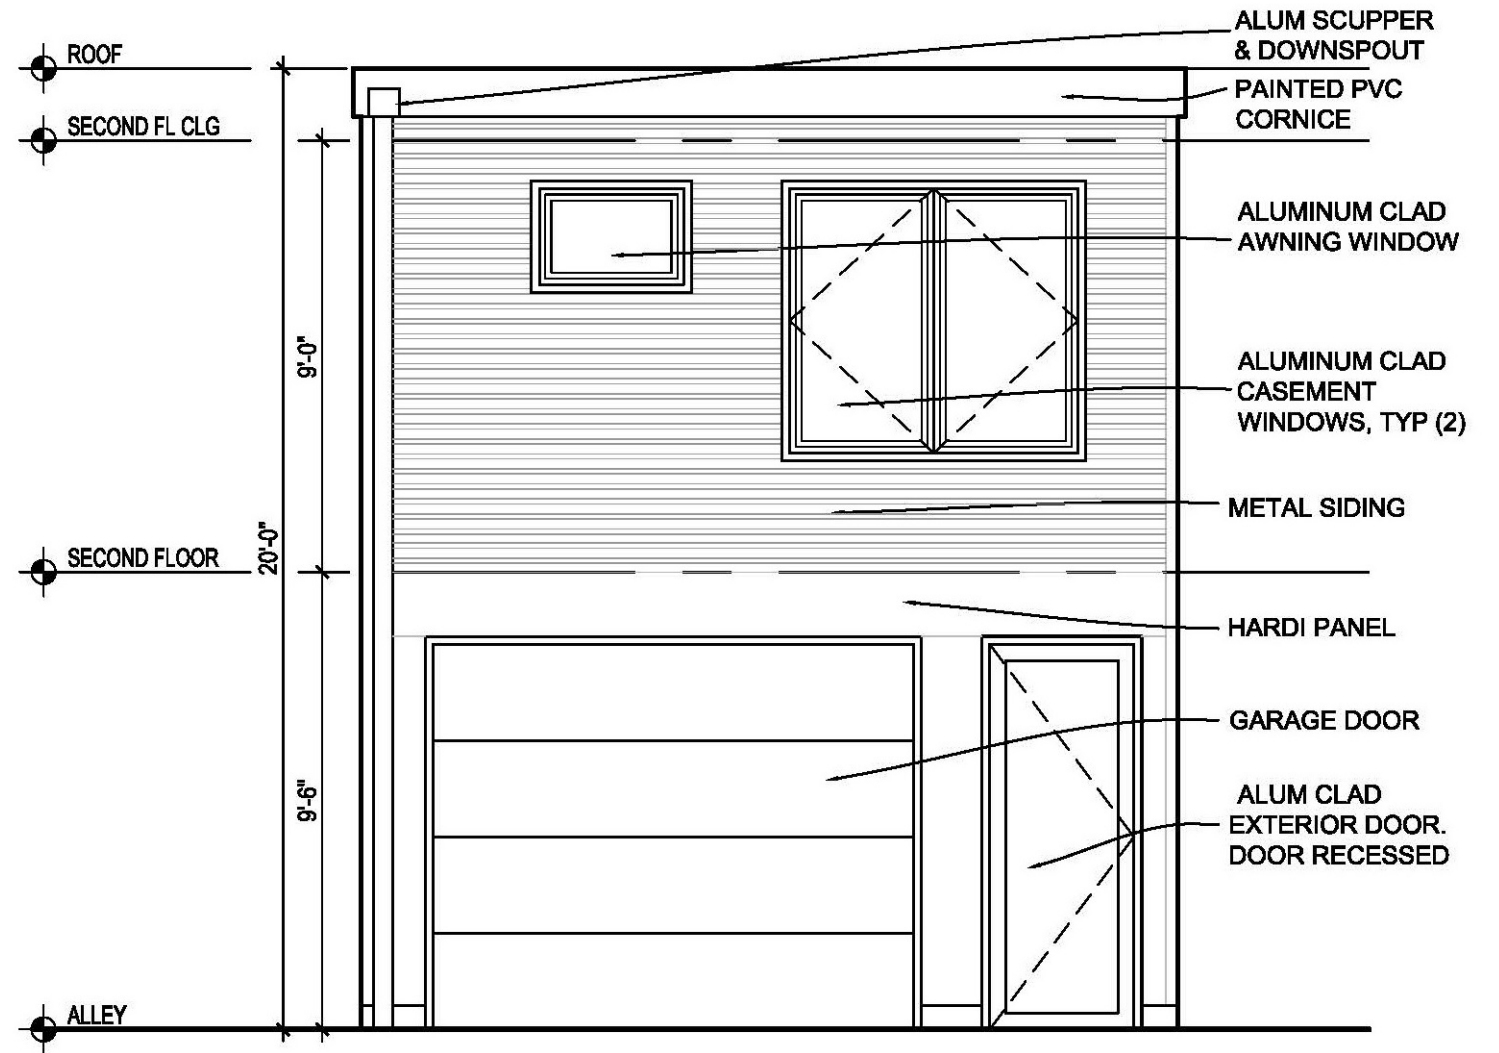 ROOF
SECOND FL CLG
SECOND FLOOR
ALLEY
20'-0"
9'-0"
9'-6"
ALUM SCUPPER
& DOWNSPOUT
PAINTED PVC
CORNICE
ALUMINUM CLAD
AWNING WINDOW
ALUMINUM CLAD
CASEMENT
WINDOWS, TYP (2)
METAL SIDING
HARDI PANEL
GARAGE DOOR
ALUM CLAD
EXTERIOR DOOR.
DOOR RECESSED